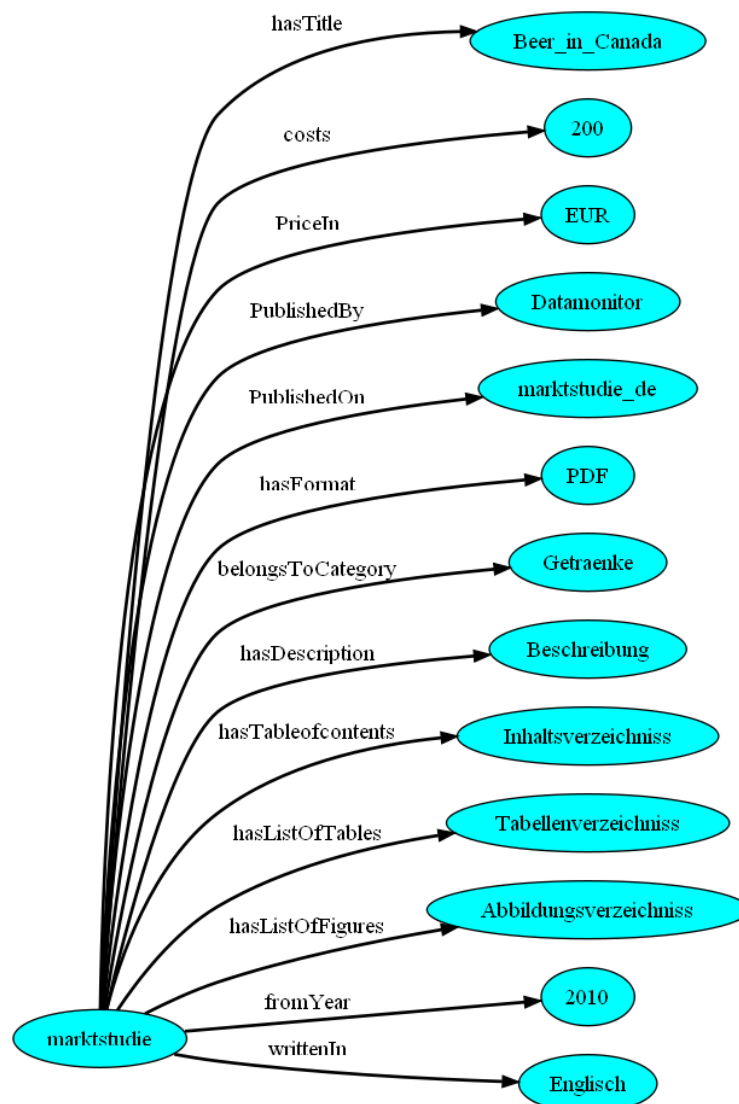 hasTitle
Beer_in_Canada
costs
200
PriceIn
EUR
PublishedBy
Datamonitor
PublishedOn
marktstudie_de
hasFormat
PDF
belongsToCategory
Getraenke
hasDescription
Beschreibung
hasTableofcontents
Inhaltsverzeichniss
hasListOfTables
Tabellenverzeichniss
hasListOfFigures
Abbildungsverzeichniss
fromYear
2010
marktstudie
writtenIn
Englisch